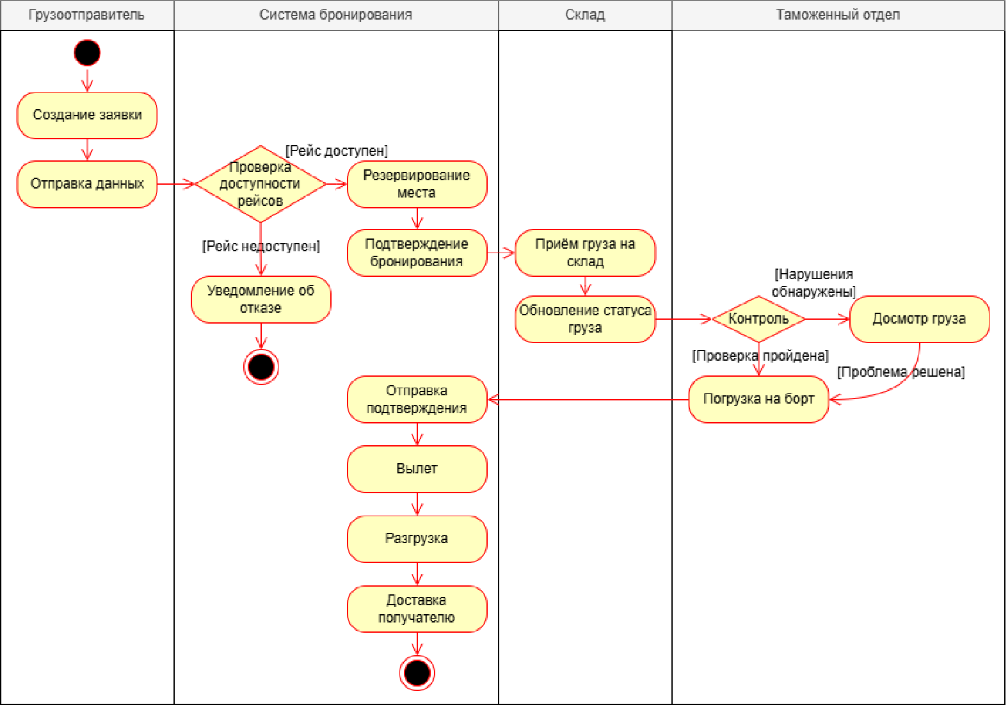 Грузоотправитель
Система бронирования
Склад
Таможенный отдел
Создание заявки
Отправка данных
Проверка
доступности
рейсов
[Рейс доступен]
Резервирование
места
[Рейс недоступен]
Подтверждение
бронирования
Приём груза на
склад
Уведомление об
отказе
Обновление статуса
груза
Контроль
[Нарушения
обнаружены]
Досмотр груза
[Проверка пройдена]
[Проблема решена]
Погрузка на борт
Отправка
подтверждения
Вылет
Разгрузка
Доставка
получателю